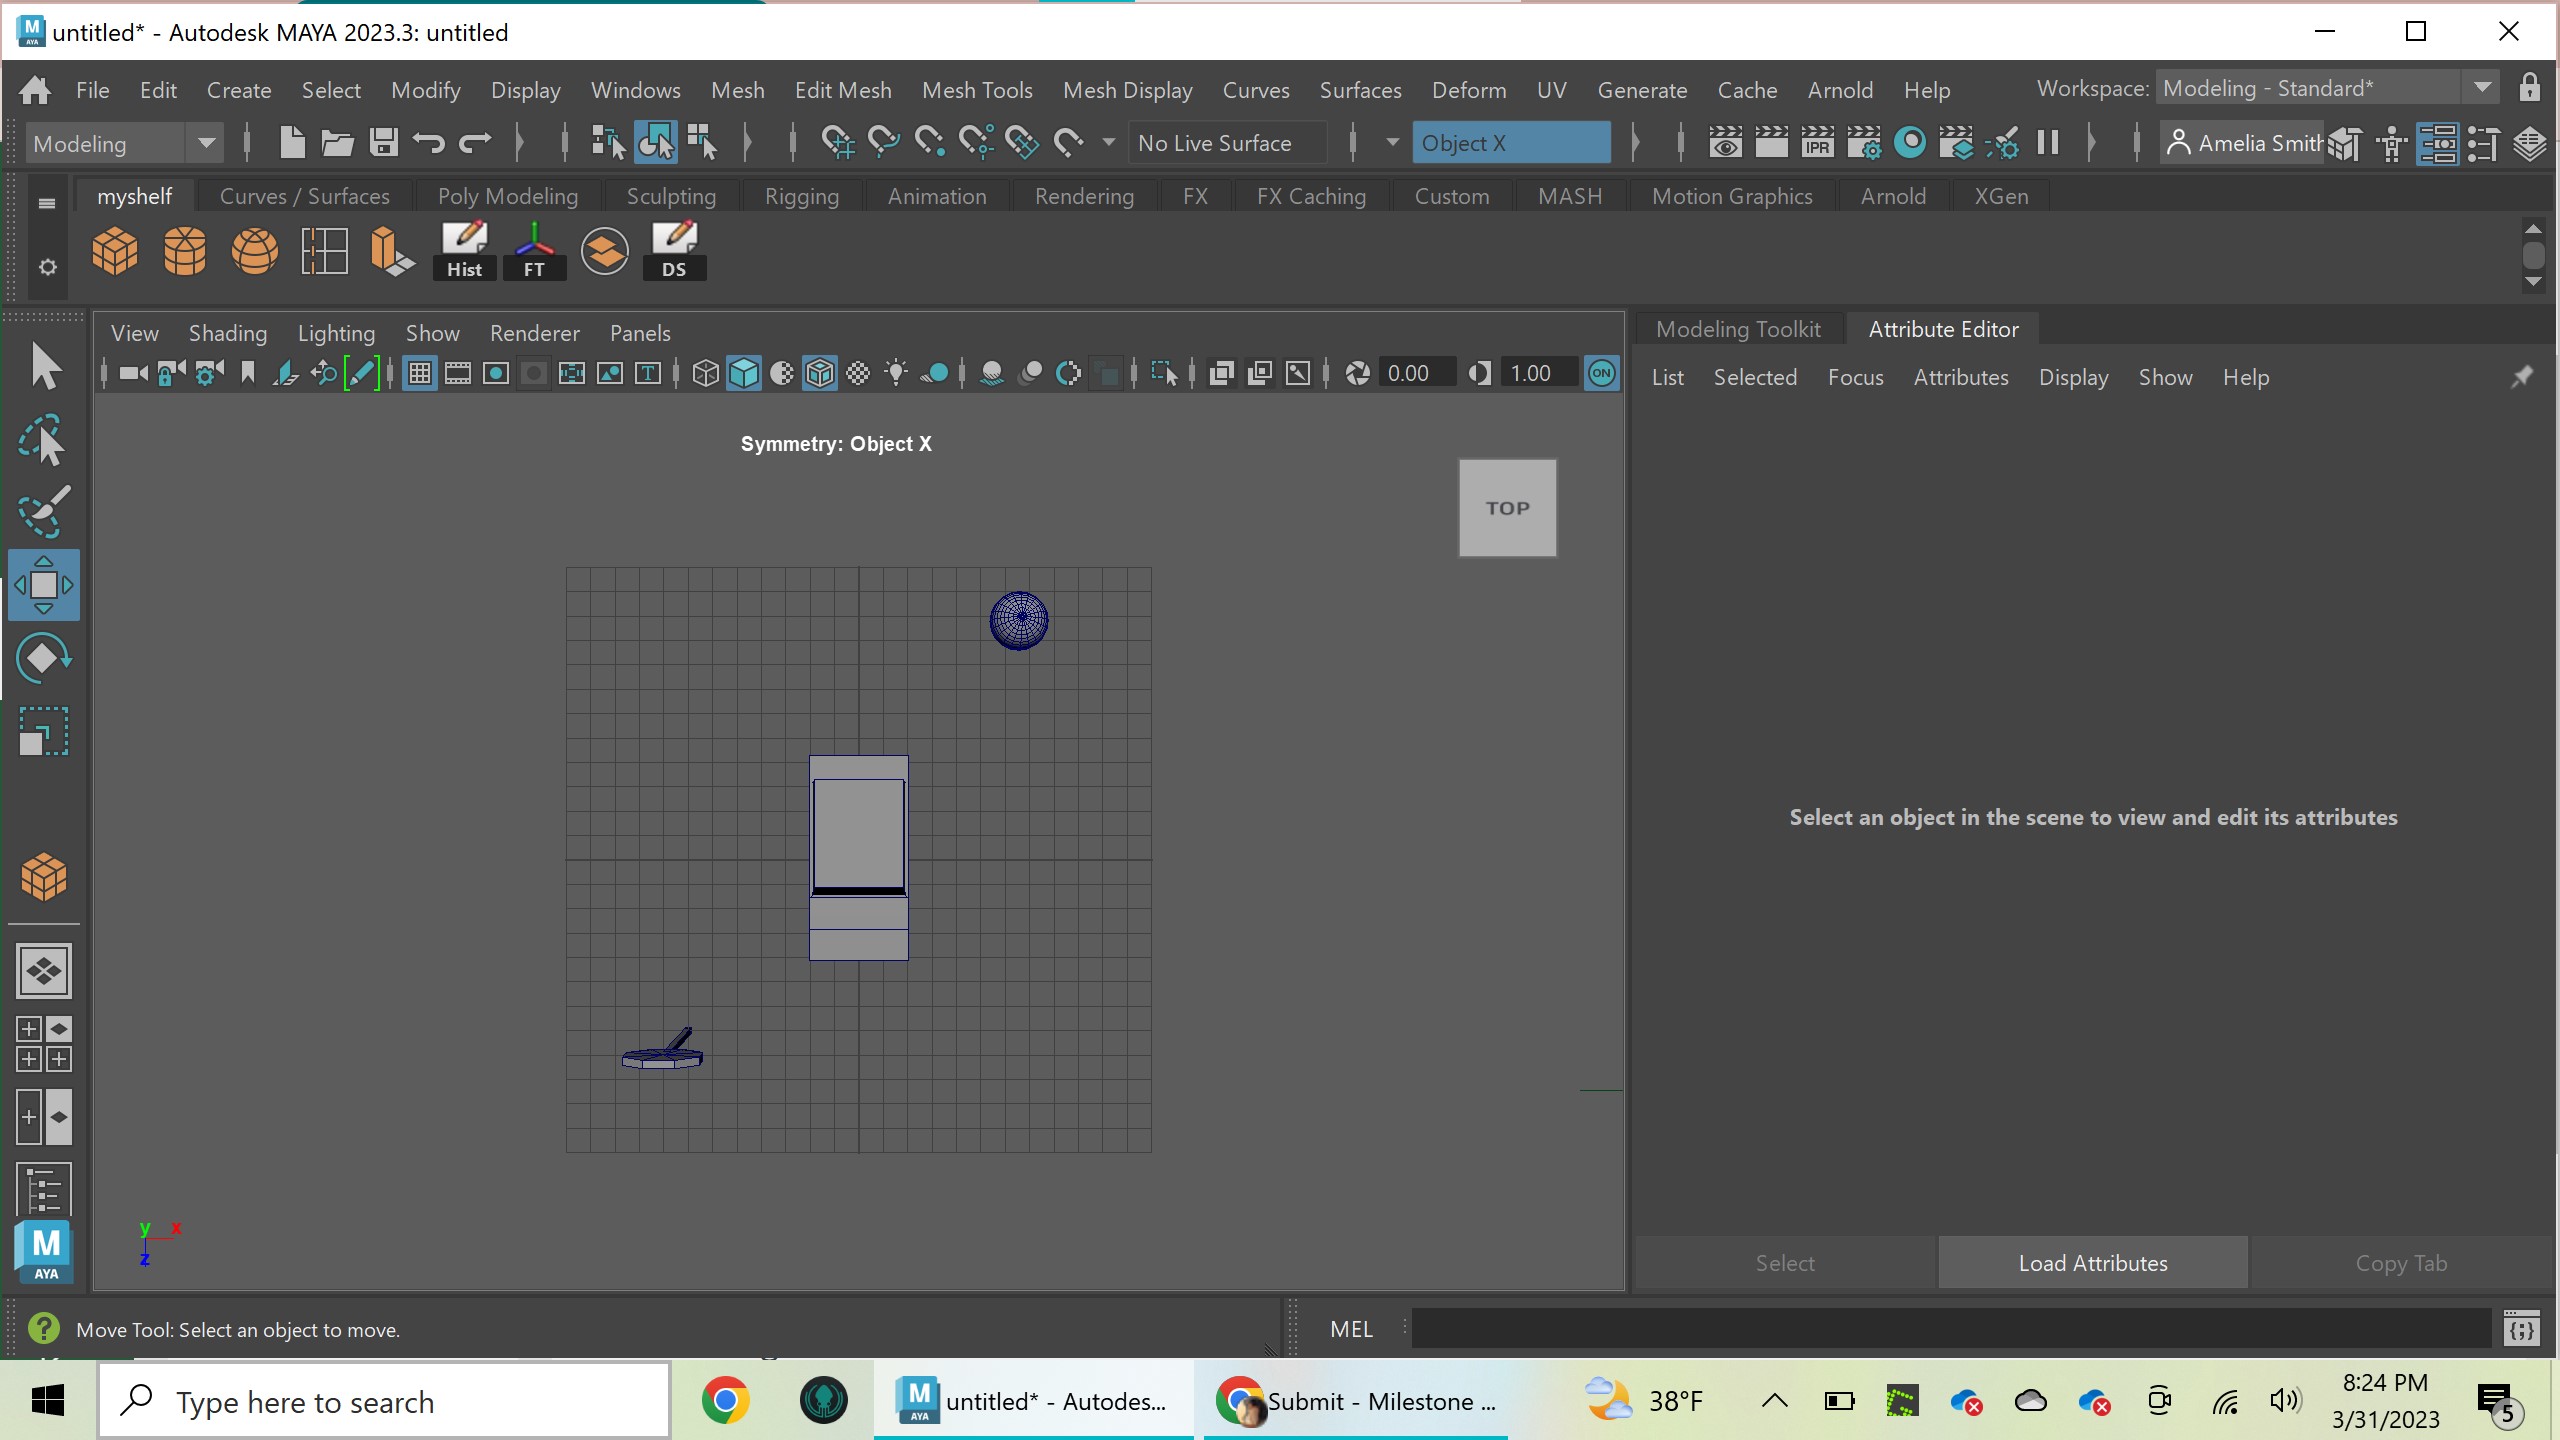 untitled* - Autodesk MAYA 2023.3: untitled
File Edit Create Select Modify Display Windows Mesh Edit Mesh Mesh Tools Mesh Display Curves Surfaces Deform UV Generate Cache Arnold Help Workspace: Modeling - Standard*
Modeling No Live Surface Object X IPR Amelia Smith
myshelf Curves / Surfaces Poly Modeling Sculpting Rigging Animation Rendering FX FX Caching Custom MASH Motion Graphics Arnold XGen
Hist FT DS
View Shading Lighting Show Renderer Panels
0.00 1.00 ON
Modeling Toolkit Attribute Editor
List Selected Focus Attributes Display Show Help
Symmetry: Object X
TOP
Select an object in the scene to view and edit its attributes
y x
z
M
AYA
Select Load Attributes Copy Tab
Move Tool: Select an object to move.
MEL
Type here to search
untitled* - Autodes...
Submit - Milestone ...
38°F
8:24 PM
3/31/2023
5